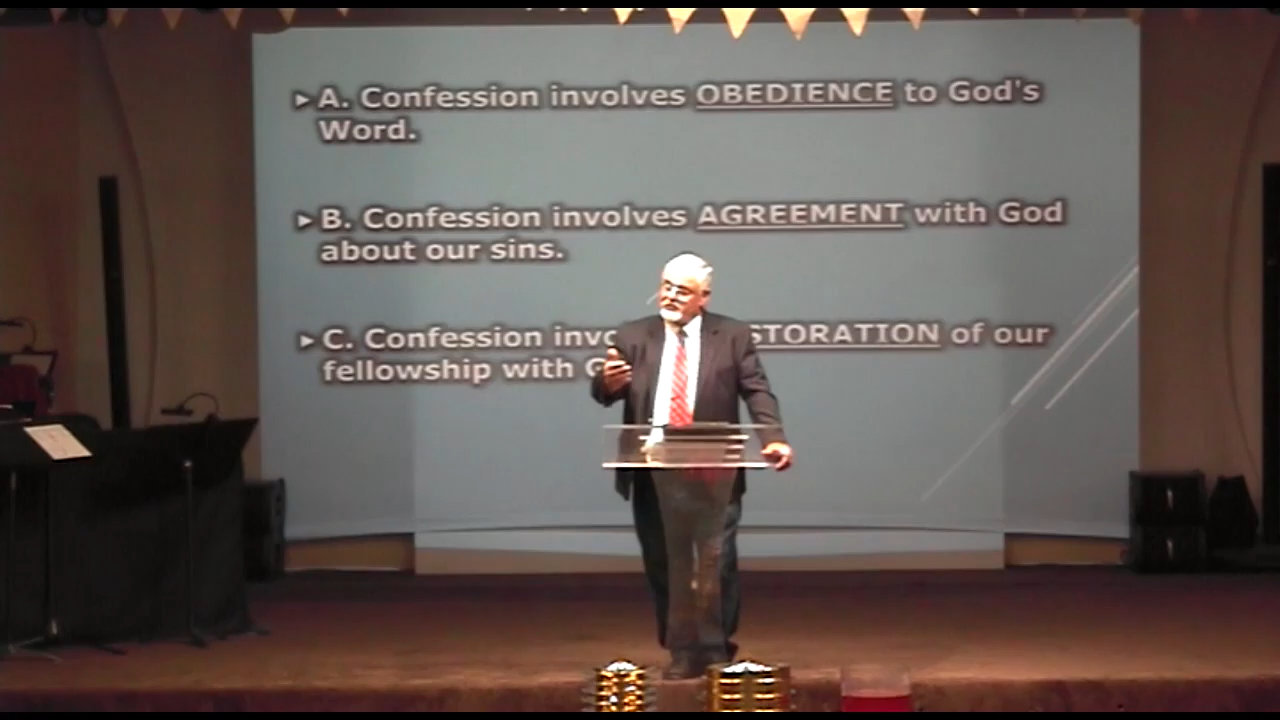 ▸ A. Confession involves OBEDIENCE to God's
Word.
▸ B. Confession involves AGREEMENT with God
about our sins.
▸ C. Confession invo STORATION of our
fellowship with G